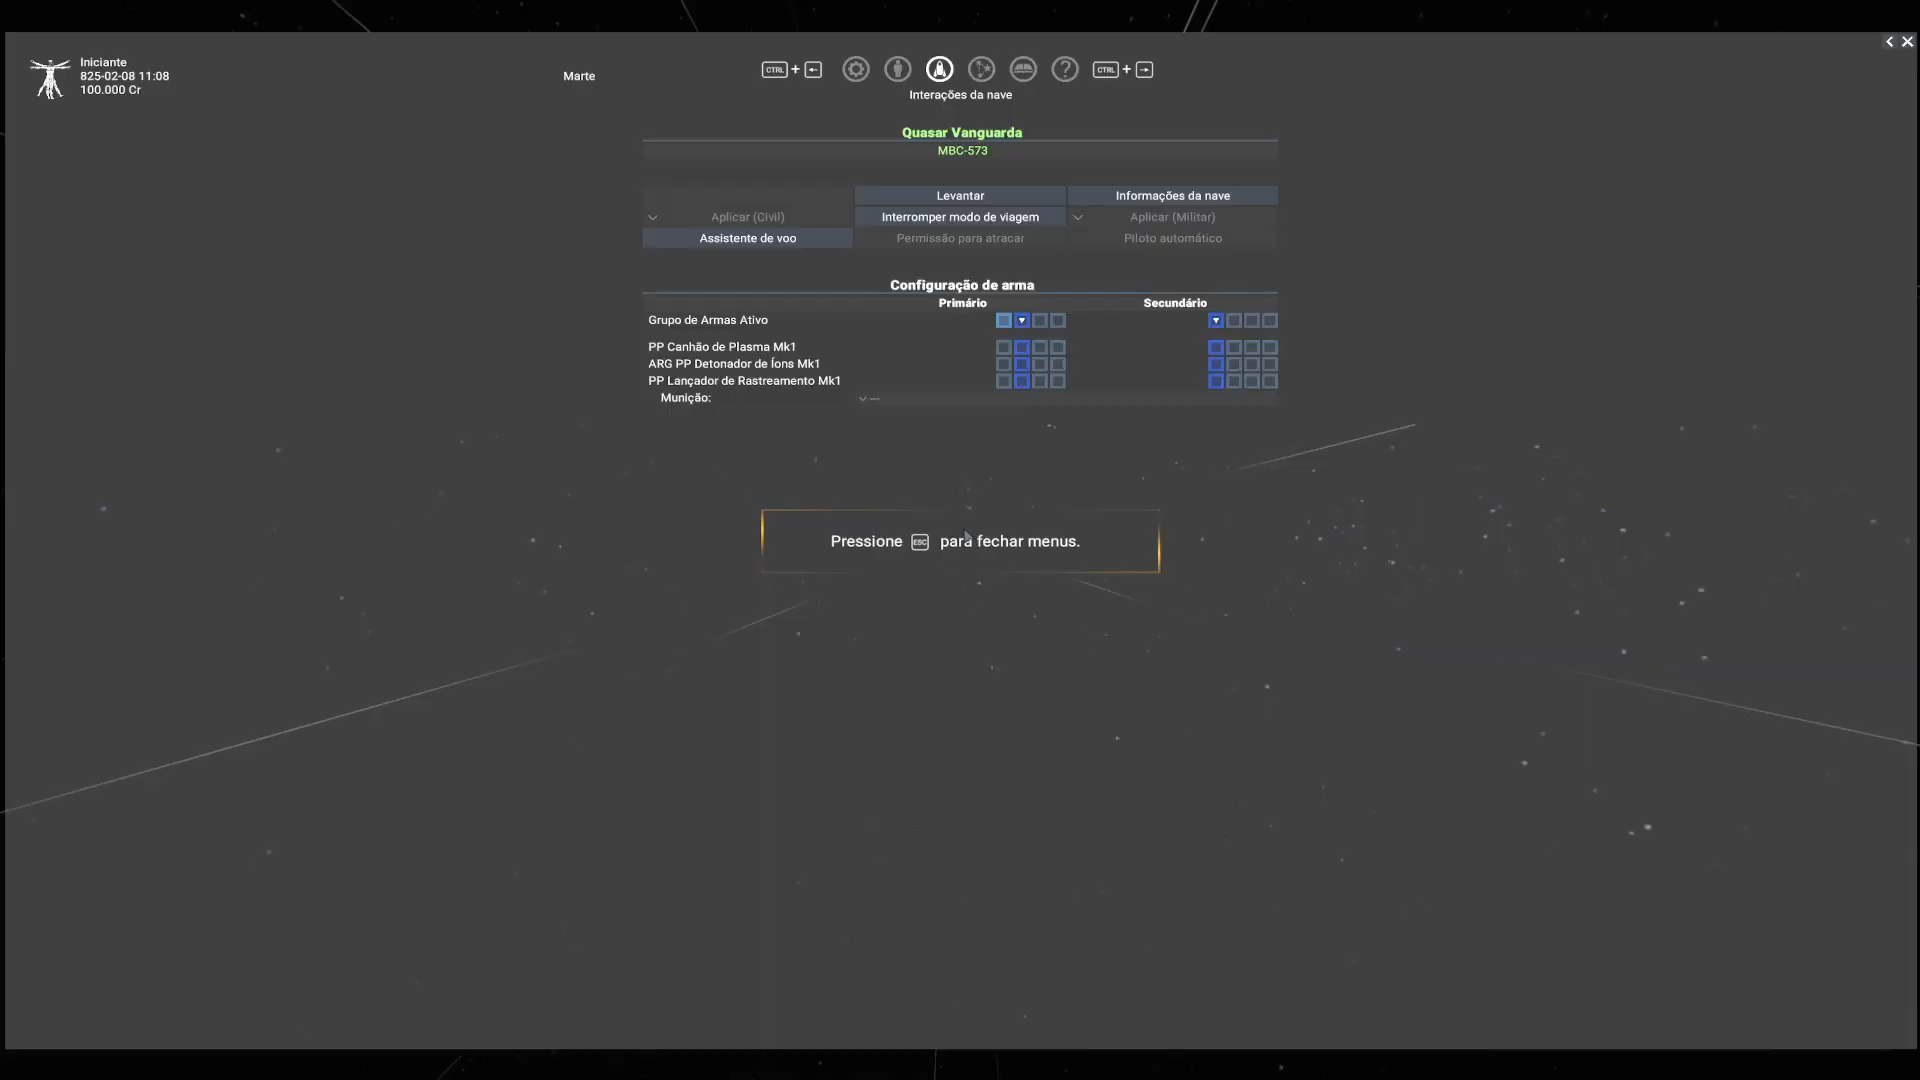 Iniciante
825-02-08 11:08
100.000 Cr
Marte
CTRL + ←
? CTRL + →
Interações da nave
Quasar Vanguarda
MBC-573
Levantar Informações da nave
Aplicar (Civil) Interromper modo de viagem Aplicar (Militar)
Assistente de voo Permissão para atracar Piloto automático
Configuração de arma
Primário Secundário
Grupo de Armas Ativo
PP Canhão de Plasma Mk1
ARG PP Detonador de Íons Mk1
PP Lançador de Rastreamento Mk1
Munição: ---
Pressione ESC para fechar menus.